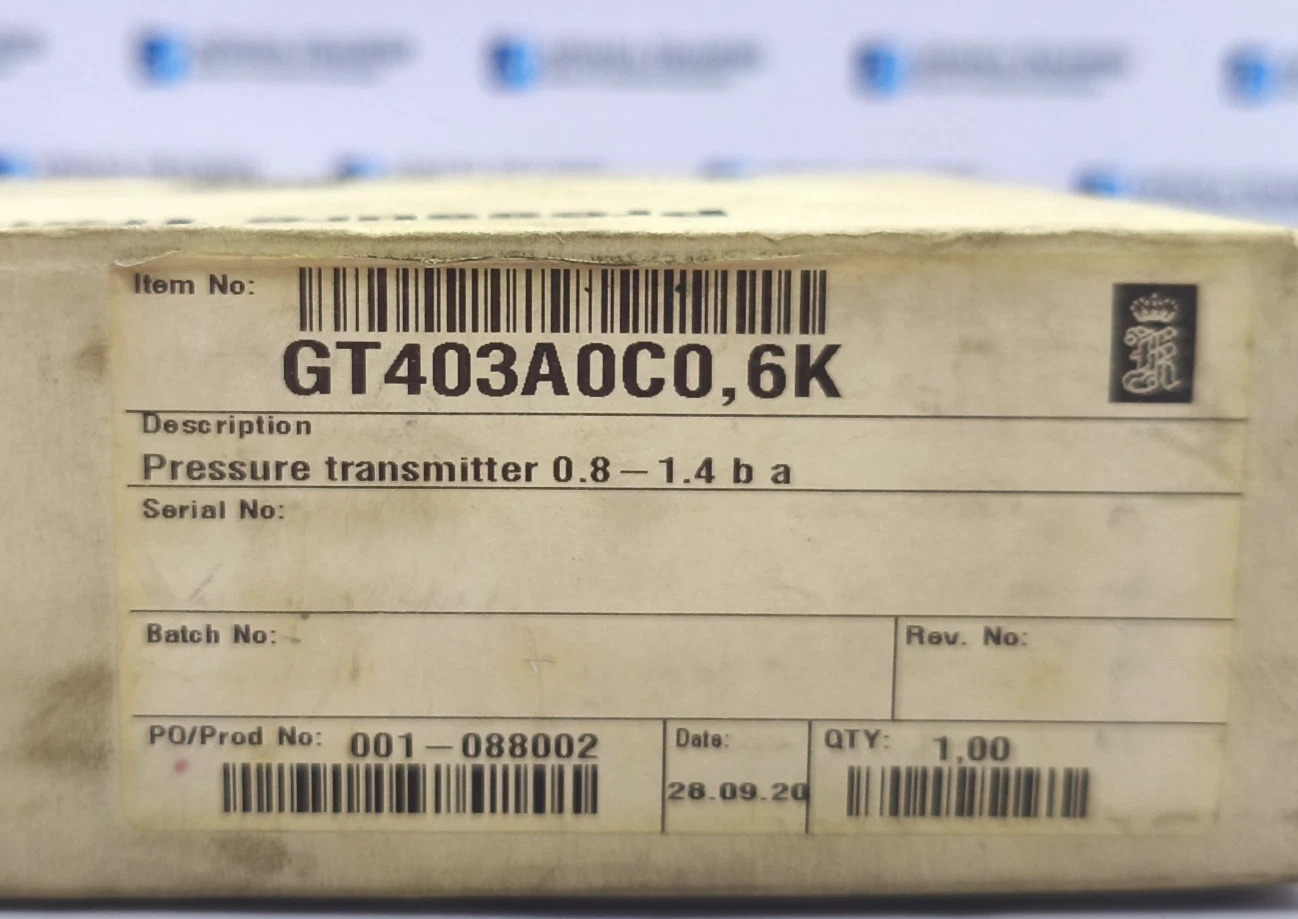 Item No:
GT403A0C0,6K
Description
Pressure transmitter 0.8-1.4 b a
Serial No:
Batch No:
Rev. No:
PO/Prod No: 001-088002
Date:
28.09.20
QTY: 1,00